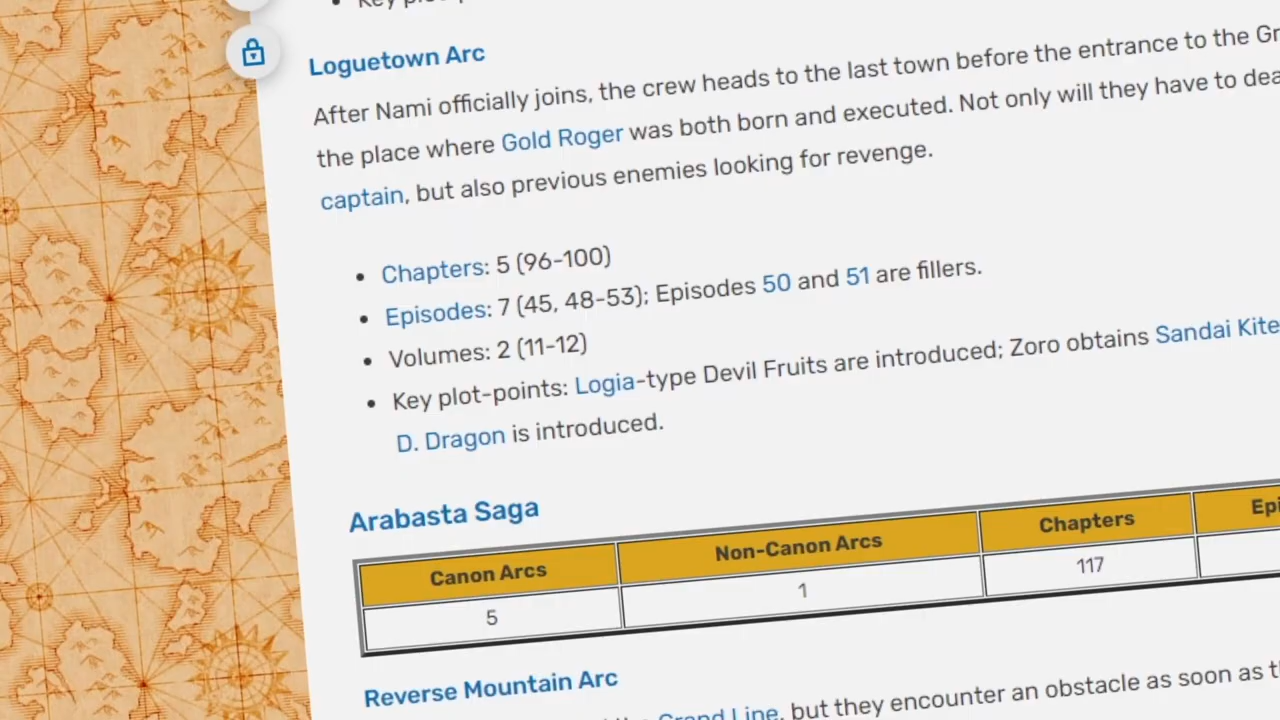 Loguetown Arc
After Nami officially joins, the crew heads to the last town before the entrance to the
the place where Gold Roger was both born and executed. Not only will they have to
captain, but also previous enemies looking for revenge.
Chapters: 5 (96-100)
Episodes: 7 (45, 48-53); Episodes 50 and 51 are fillers.
Volumes: 2 (11-12)
Key plot-points: Logia-type Devil Fruits are introduced; Zoro obtains Sandai Kite
D. Dragon is introduced.
Arabasta Saga
Canon Arcs Non-Canon Arcs Chapters
5 1 117
Reverse Mountain Arc
Grand Line, but they encounter an obstacle as soon as